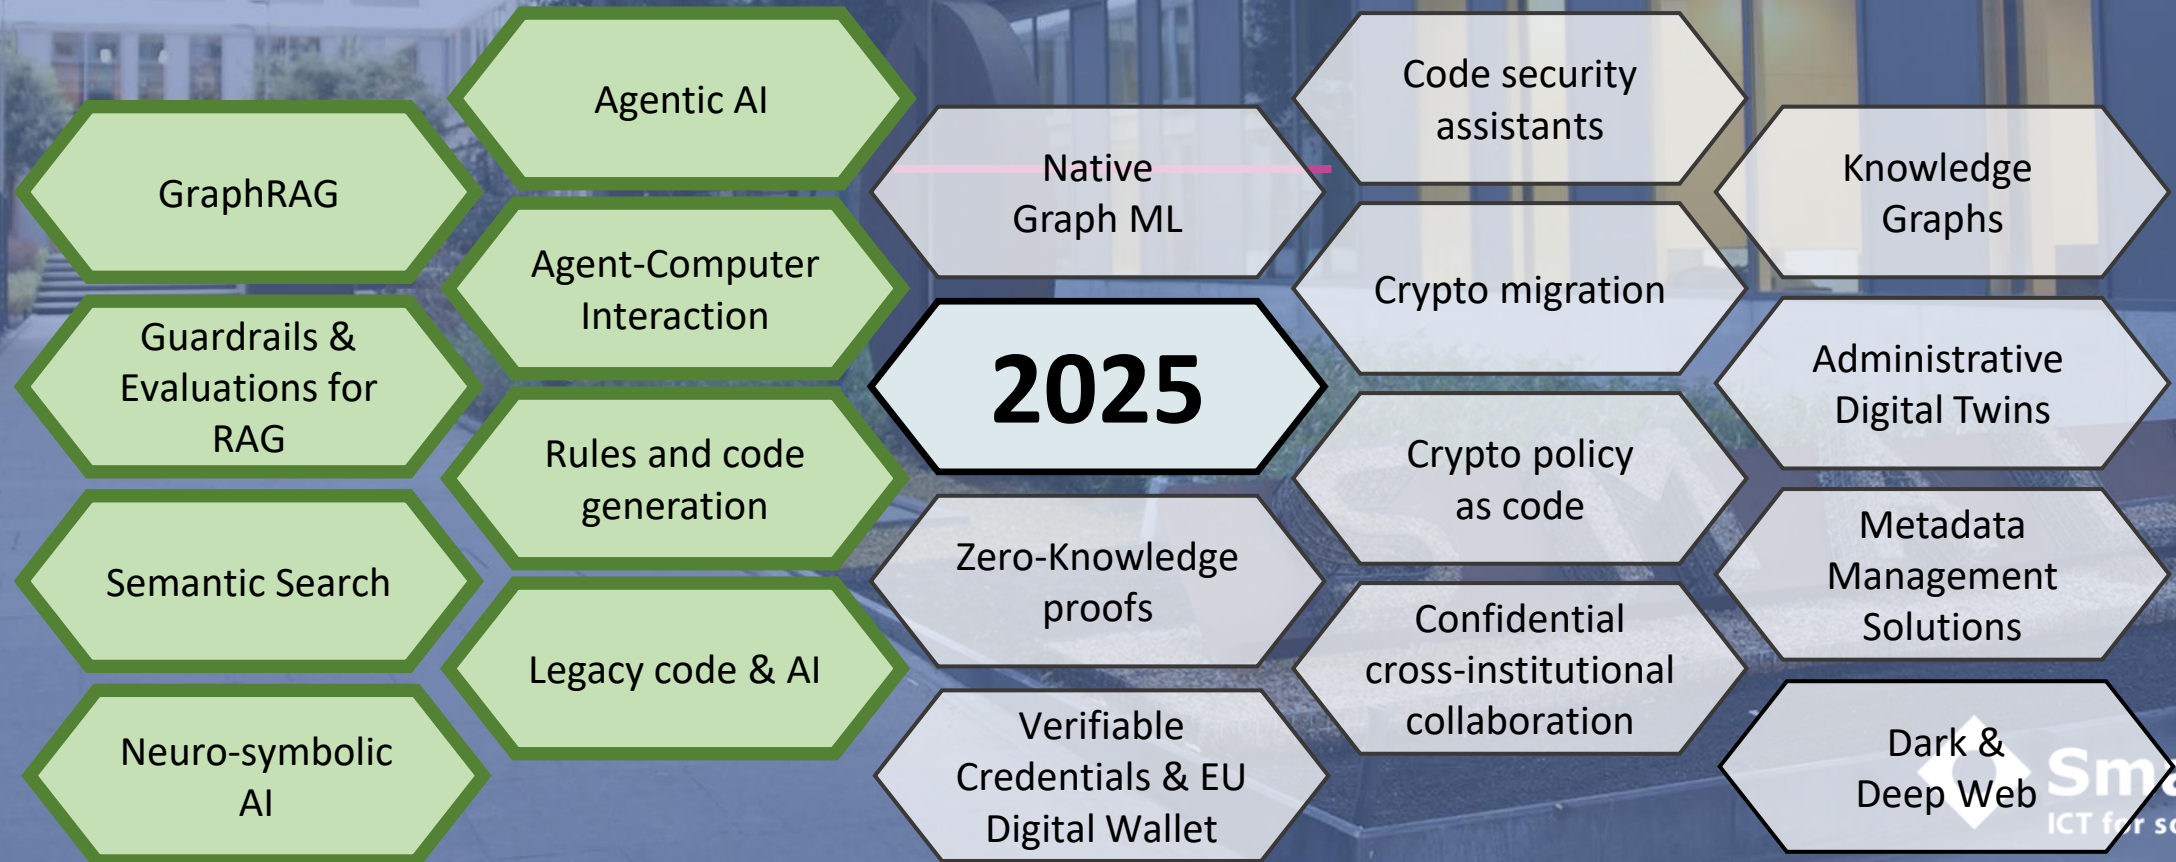 GraphRAG
Guardrails &
Evaluations for
RAG
Semantic Search
Neuro-symbolic
AI
Agentic AI
Agent-Computer
Interaction
Rules and code
generation
Legacy code & AI
Native
Graph ML
2025
Zero-Knowledge
proofs
Verifiable
Credentials & EU
Digital Wallet
Code security
assistants
Crypto migration
Crypto policy
as code
Confidential
cross-institutional
collaboration
Knowledge
Graphs
Administrative
Digital Twins
Metadata
Management
Solutions
Dark &
Deep Web
ICT for